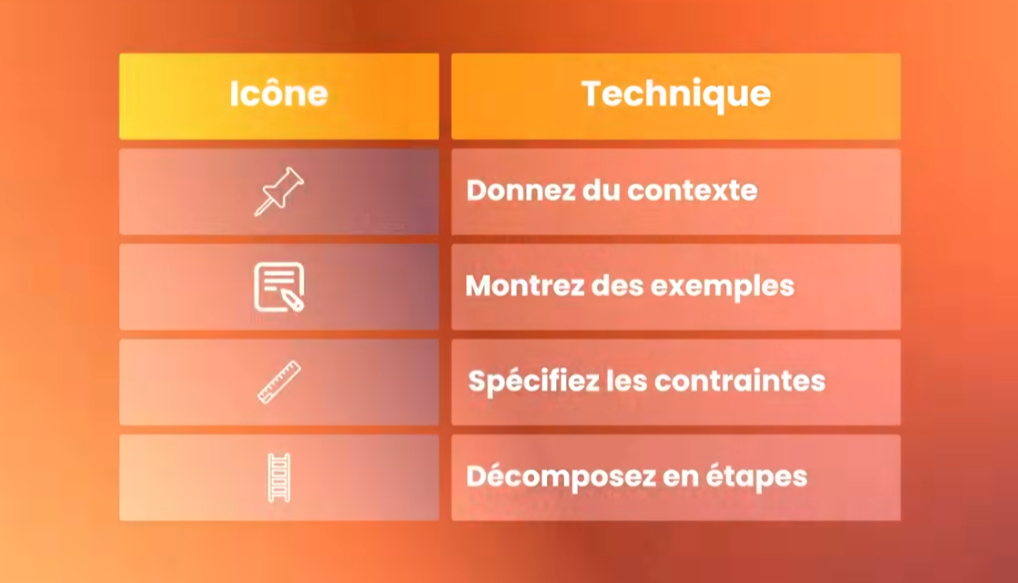 Icône
Technique
Donnez du contexte
Montrez des exemples
Spécifiez les contraintes
Décomposez en étapes